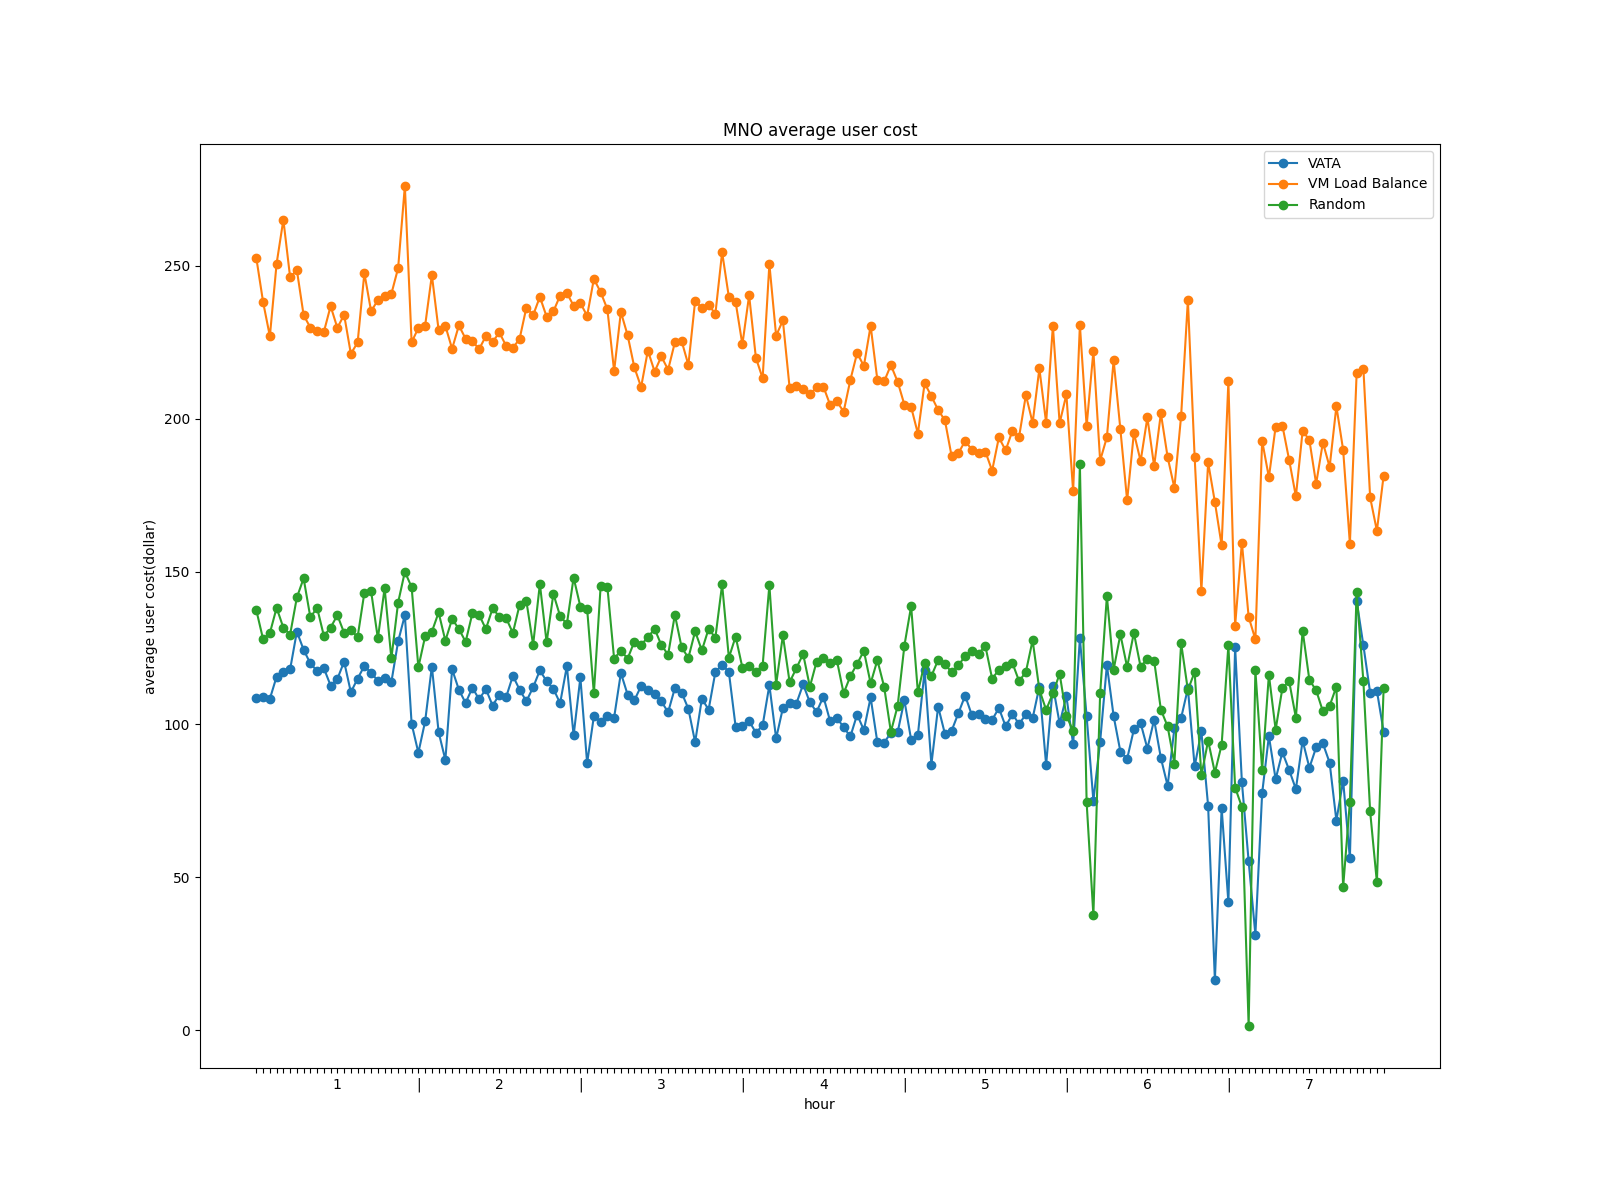 MNO average user cost
VATA
VM Load Balance
Random
average user cost(dollar)
250
200
150
100
50
0
1 | 2 | 3 | 4 | 5 | 6 | 7
hour